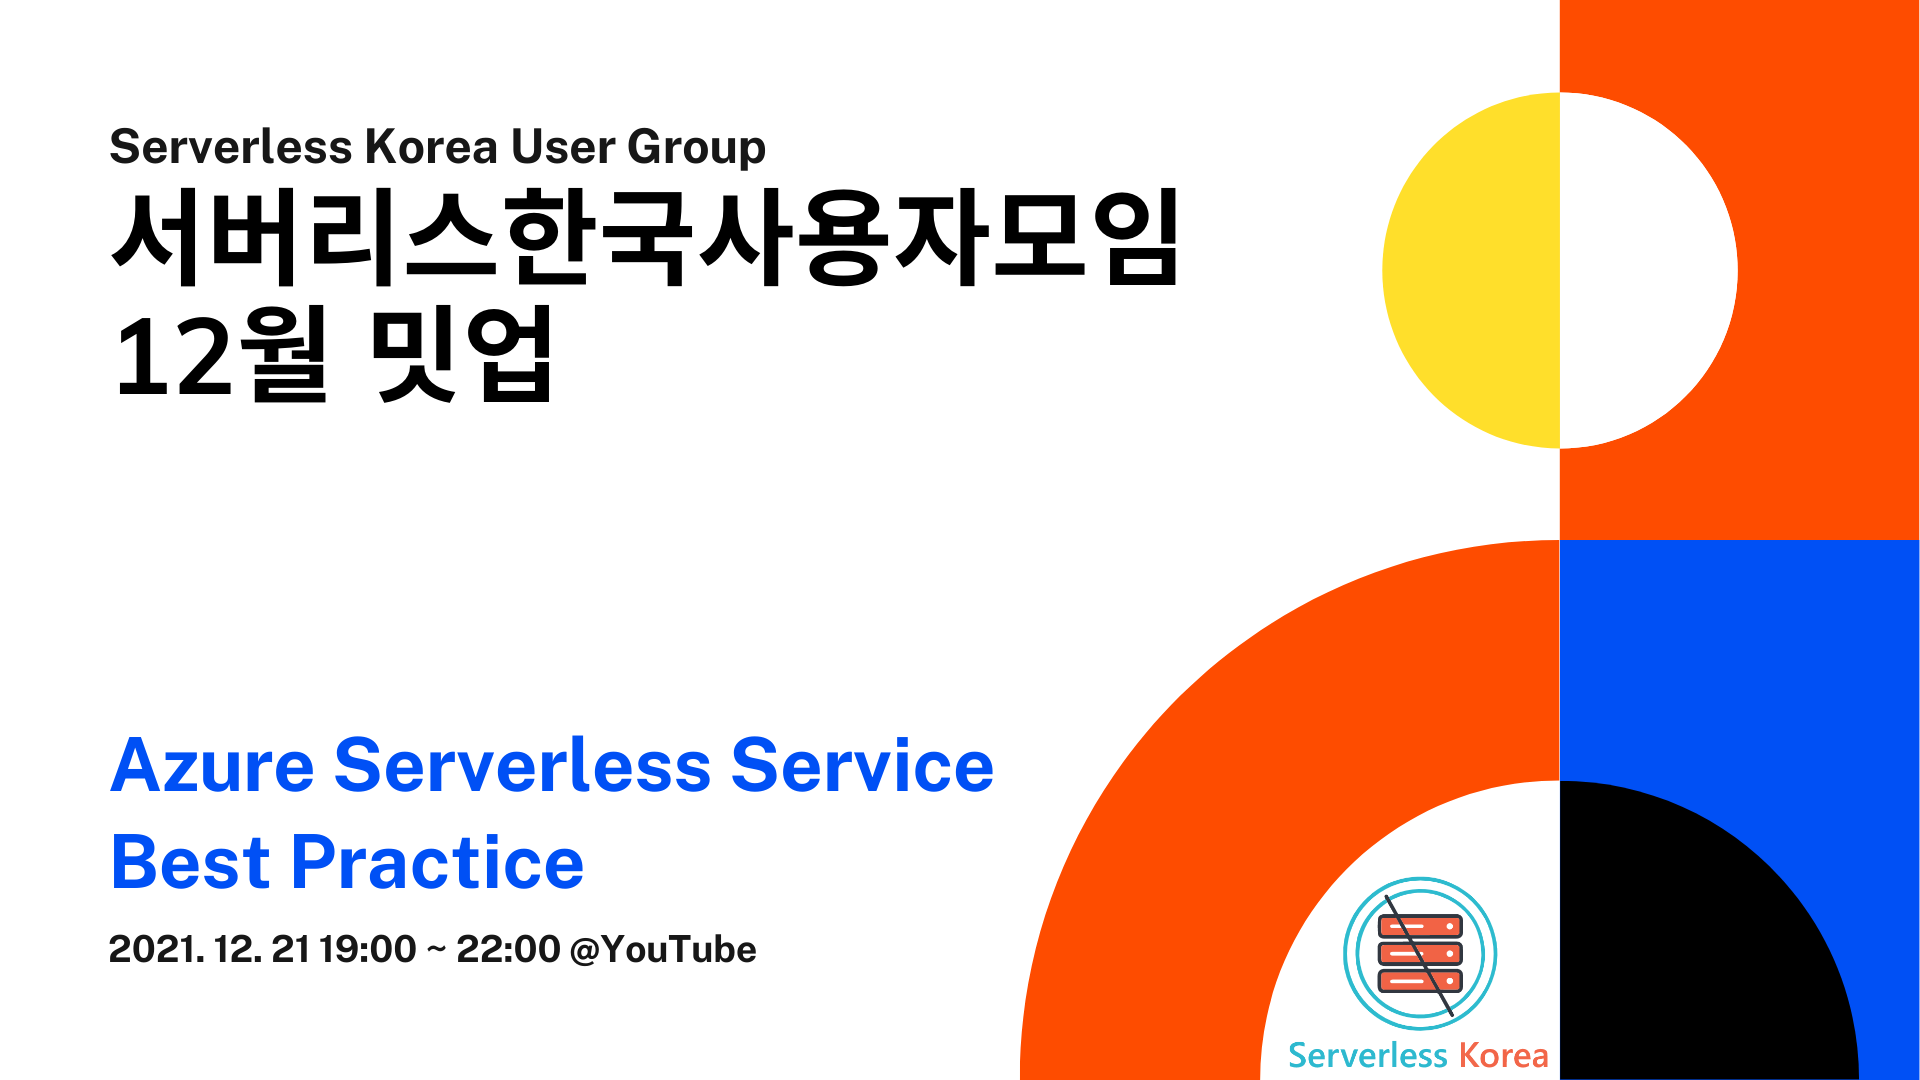 Serverless Korea User Group
서버리스한국사용자모임
12월 밋업
Azure Serverless Service
Best Practice
2021. 12. 21 19:00 ~ 22:00 @YouTube
Serverless Korea